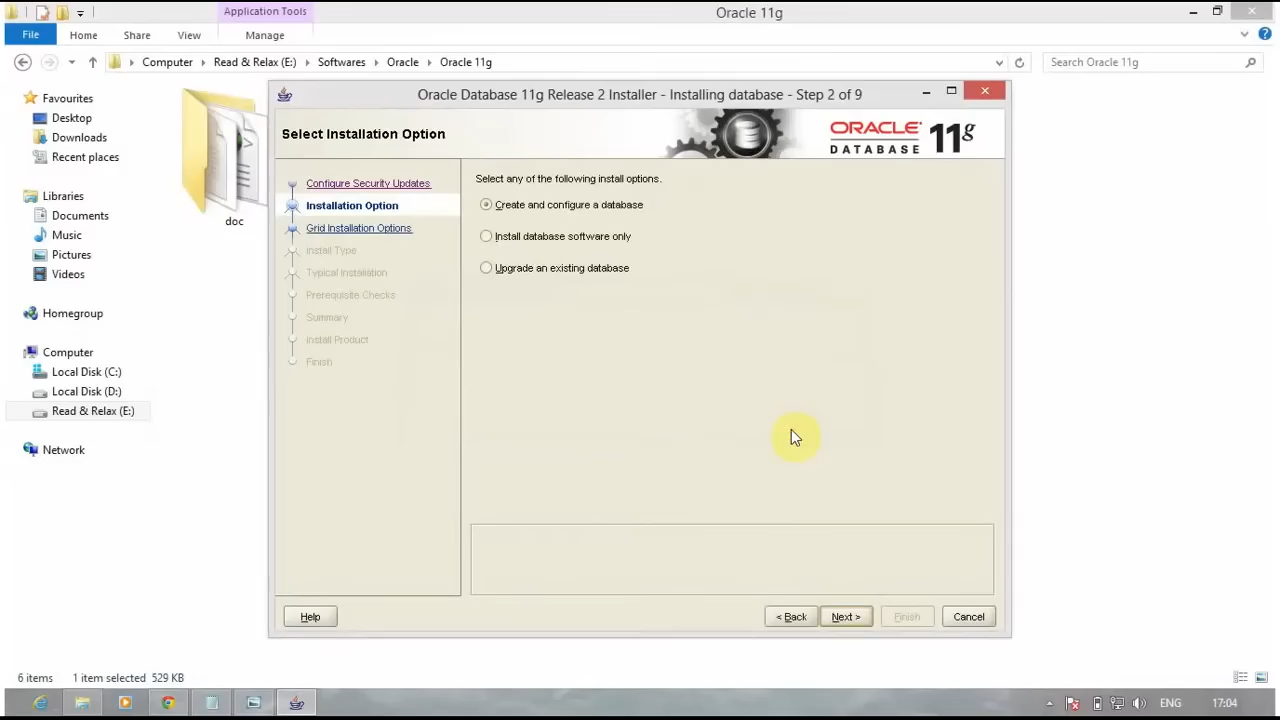 Application Tools
Oracle 11g
File
Home
Share
View
Manage
Computer
Read & Relax (E:)
Softwares
Oracle
Oracle 11g
Search Oracle 11g
Favourites
Desktop
Downloads
Recent places
Libraries
Documents
Music
Pictures
Videos
Homegroup
Computer
Local Disk (C:)
Local Disk (D:)
Read & Relax (E:)
Network
doc
Oracle Database 11g Release 2 Installer - Installing database - Step 2 of 9
Select Installation Option
ORACLE
DATABASE
11g
Configure Security Updates
Installation Option
Grid Installation Options
Install Type
Typical Installation
Prerequisite Checks
Summary
Install Product
Finish
Select any of the following install options.
Create and configure a database
Install database software only
Upgrade an existing database
Help
< Back
Next >
Finish
Cancel
6 items
1 item selected 529 KB
ENG
17:04